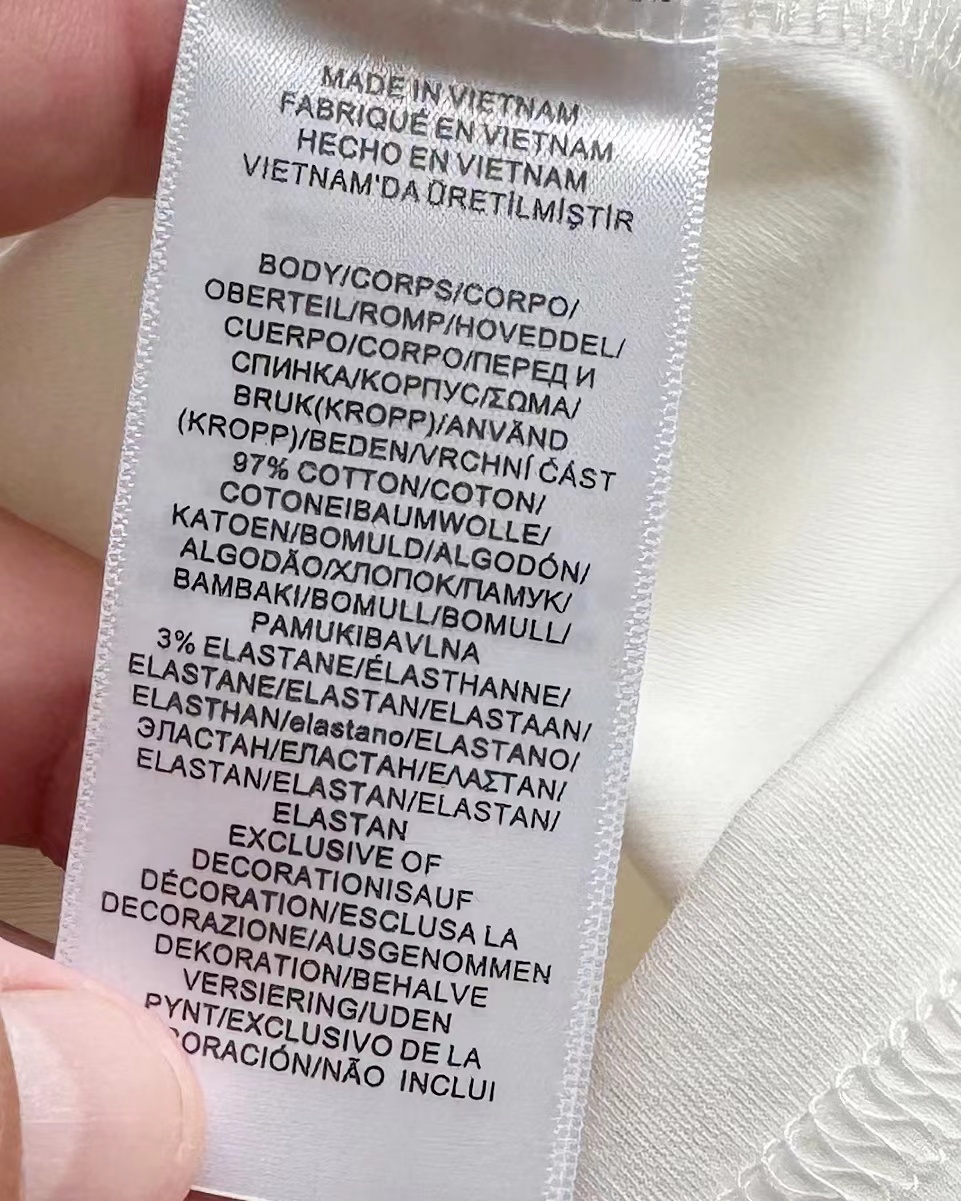 MADE IN VIETNAM
FABRIQUÉ EN VIETNAM
HECHO EN VIETNAM
VIETNAM'DA ÜRETİLMİŞTİR
BODY/CORPS/CORPO/
OBERTEIL/ROMP/HOVEDDEL/
CUERPO/CORPO/ПЕРЕД И
СПИНКА/КОРПУС/ΣΩΜΑ/
BRUK(KROPP)/ANVÄND
(KROPP)/BEDEN/VRCHNÍ ČÁST
97% COTTON/COTON/
COTONEIBAUMWOLLE/
KATOEN/BOMULD/ALGODÓN/
ALGODÃO/ХЛОПОК/ПАМУК/
BAMBAKI/BOMULL/BOMULL/
PAMUKIBAVLNA
3% ELASTANE/ÉLASTHANNE/
ELASTANE/ELASTAN/ELASTAAN/
ELASTHAN/elastano/ELASTANO/
ЭЛАСТАН/ЕЛАСТАН/ΕΛΑΣΤΑΝ/
ELASTAN/ELASTAN/ELASTAN/
ELASTAN
EXCLUSIVE OF
DECORATIONISAUF
DÉCORATION/ESCLUSA LA
DECORAZIONE/AUSGENOMMEN
DEKORATION/BEHALVE
VERSIERING/UDEN
PYNT/EXCLUSIVO DE LA
ORACIÓN/NÃO INCLUI